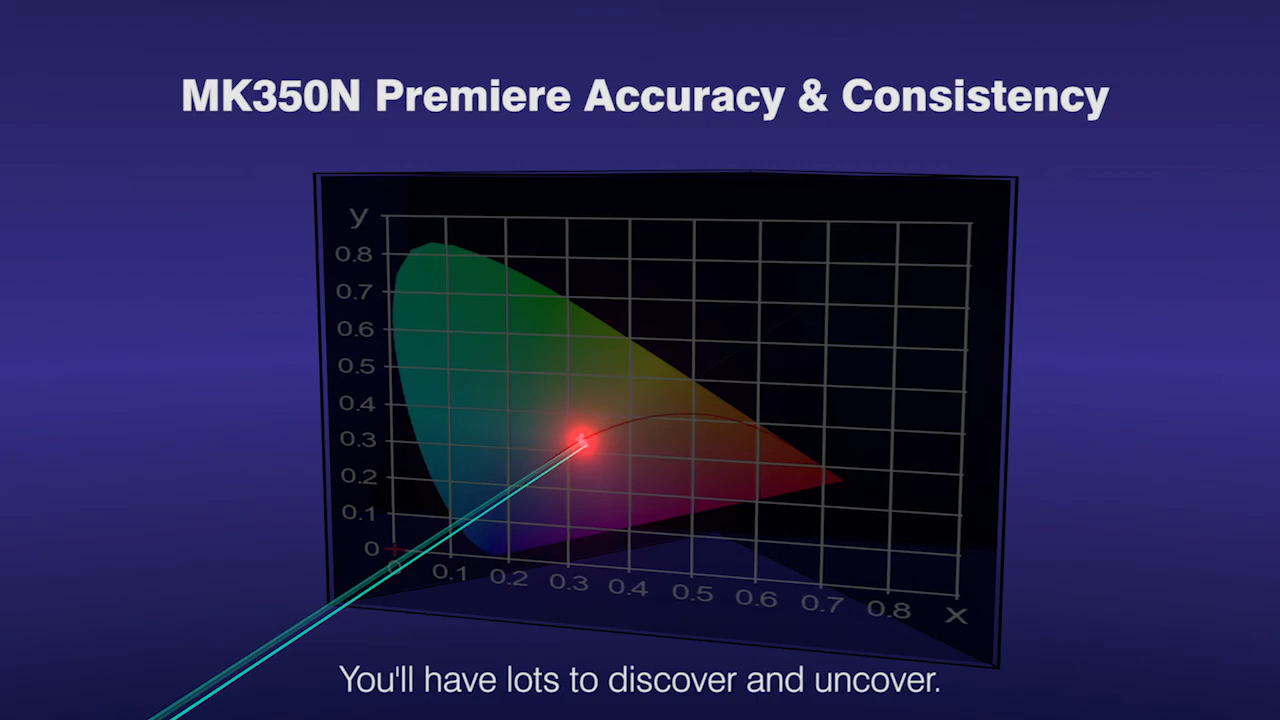 MK350N Premiere Accuracy & Consistency
y
0.8
0.7
0.6
0.5
0.4
0.3
0.2
0.1
0
0 0.1 0.2 0.3 0.4 0.5 0.6 0.7 0.8 X
You'll have lots to discover and uncover.